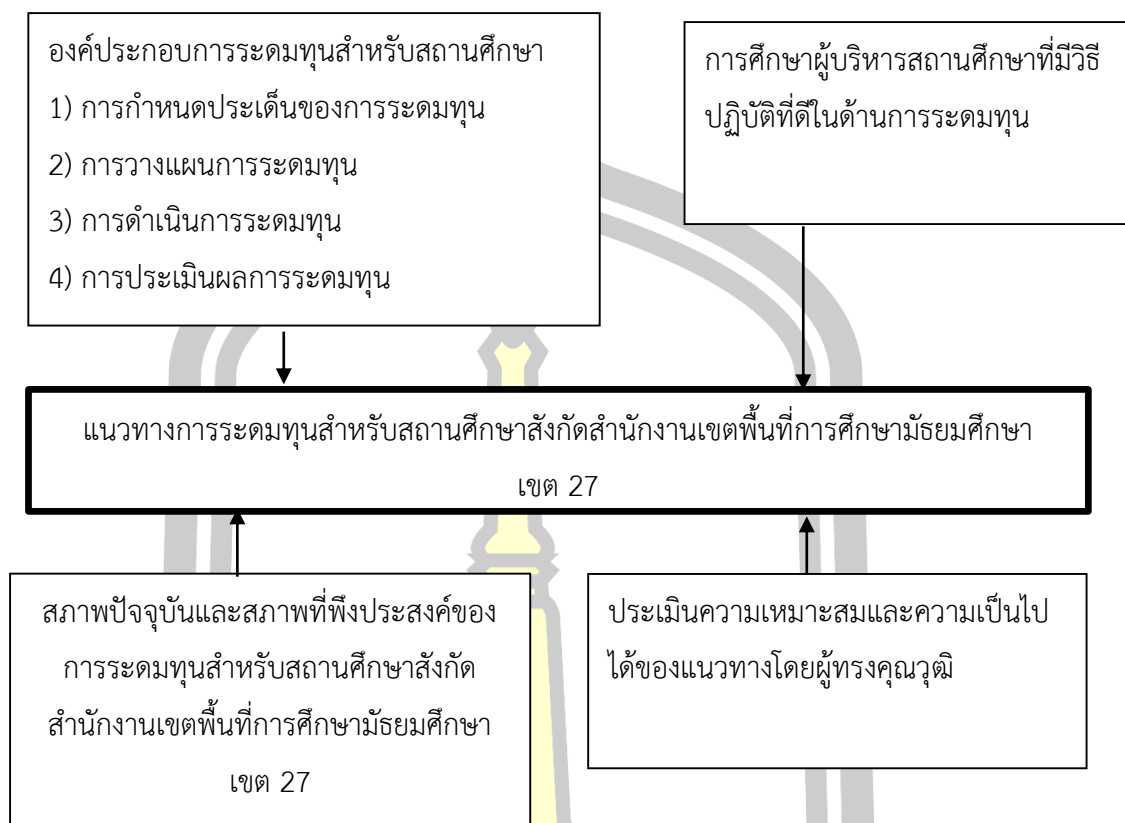 องค์ประกอบการระดมทุนสำหรับสถานศึกษา
1) การกำหนดประเด็นของการระดมทุน
2) การวางแผนการระดมทุน
3) การดำเนินการระดมทุน
4) การประเมินผลการระดมทุน
การศึกษาผู้บริหารสถานศึกษาที่มีวิธี
ปฏิบัติที่ดีในด้านการระดมทุน
แนวทางการระดมทุนสำหรับสถานศึกษาสังกัดสำนักงานเขตพื้นที่การศึกษามัธยมศึกษา
เขต 27
สภาพปัจจุบันและสภาพที่พึงประสงค์ของ
การระดมทุนสำหรับสถานศึกษาสังกัด
สำนักงานเขตพื้นที่การศึกษามัธยมศึกษา
เขต 27
ประเมินความเหมาะสมและความเป็นไป
ได้ของแนวทางโดยผู้ทรงคุณวุฒิ